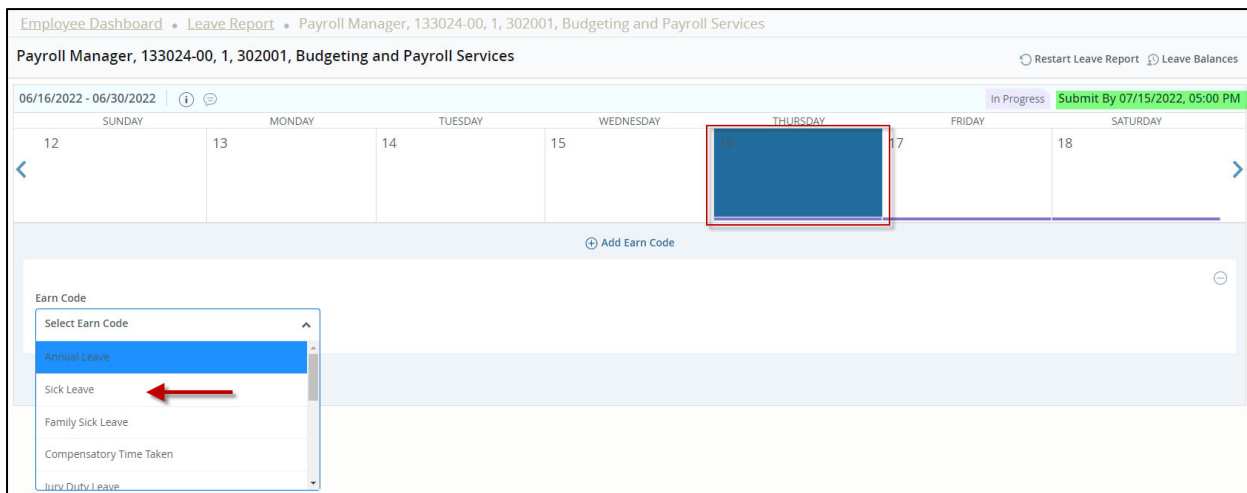 Employee Dashboard • Leave Report • Payroll Manager, 133024-00, 1, 302001, Budgeting and Payroll Services
Payroll Manager, 133024-00, 1, 302001, Budgeting and Payroll Services
Restart Leave Report Leave Balances
06/16/2022 - 06/30/2022 In Progress Submit By 07/15/2022, 05:00 PM
SUNDAY MONDAY TUESDAY WEDNESDAY THURSDAY FRIDAY SATURDAY
12 13 14 15 16 17 18
Add Earn Code
Earn Code
Select Earn Code
Annual Leave
Sick Leave
Family Sick Leave
Compensatory Time Taken
Jury Duty Leave